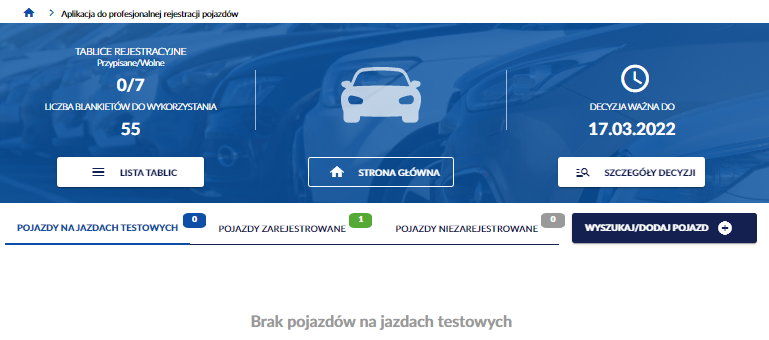 Aplikacja do profesjonalnej rejestracji pojazdów
TABLICE REJESTRACYJNE
Przypisane/Wolne
0/7
LICZBA BLANKIETÓW DO WYKORZYSTANIA
55
DECYZJA WAŻNA DO
17.03.2022
LISTA TABLIC
STRONA GŁÓWNA
SZCZEGÓŁY DECYZJI
POJAZDY NA JAZDACH TESTOWYCH 0
POJAZDY ZAREJESTROWANE 1
POJAZDY NIEZAREJESTROWANE 0
WYSZUKAJ/DODAJ POJAZD
Brak pojazdów na jazdach testowych